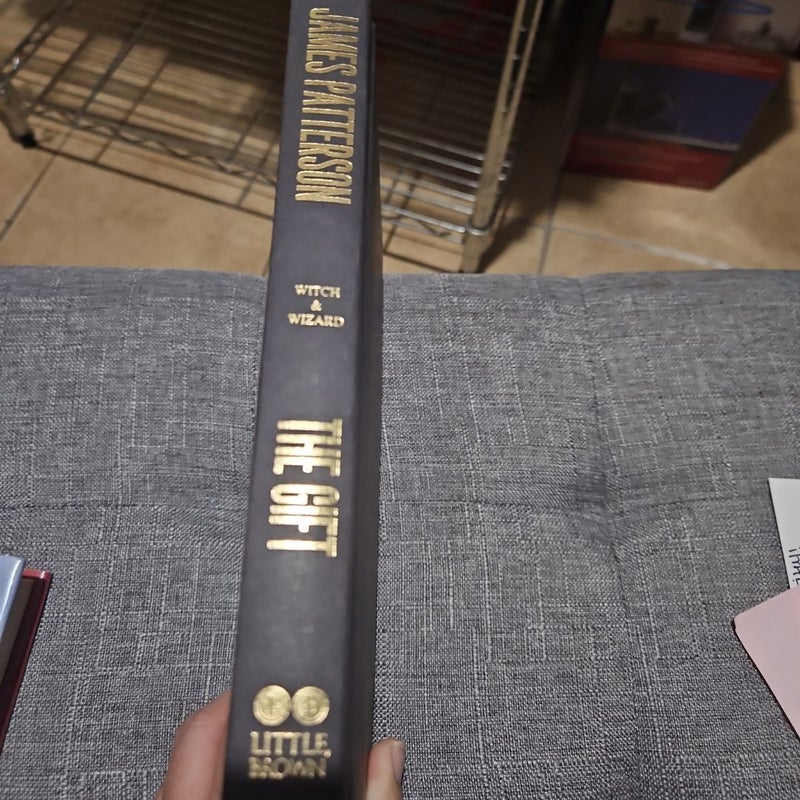 JAMES PATTERSON
WITCH
&
WIZARD
THE GIFT
LITTLE,
BROWN